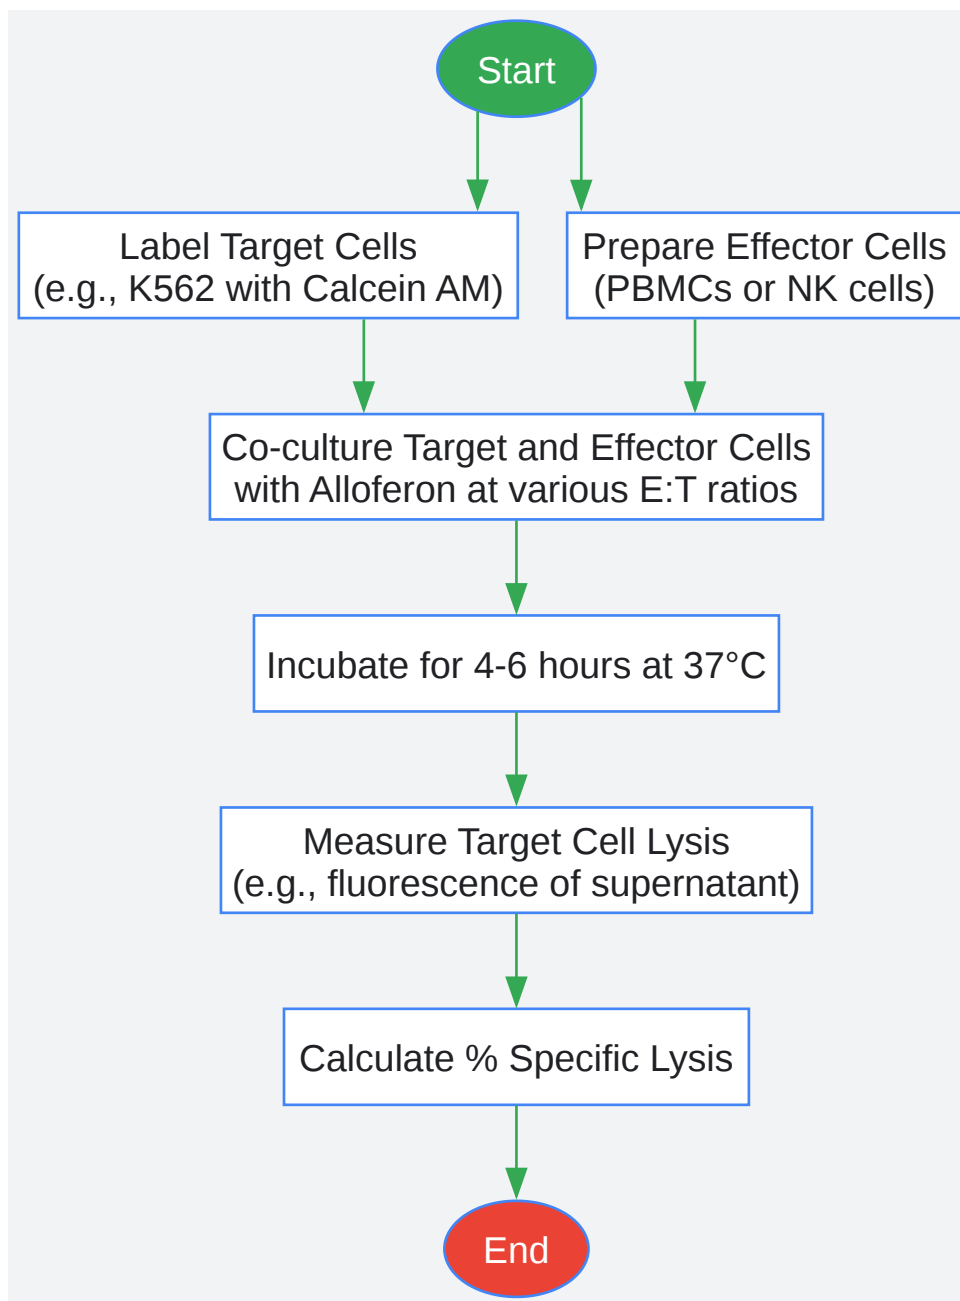 Start
Label Target Cells
(e.g., K562 with Calcein AM)
Prepare Effector Cells
(PBMCs or NK cells)
Co-culture Target and Effector Cells
with Alloferon at various E:T ratios
Incubate for 4-6 hours at 37°C
Measure Target Cell Lysis
(e.g., fluorescence of supernatant)
Calculate % Specific Lysis
End